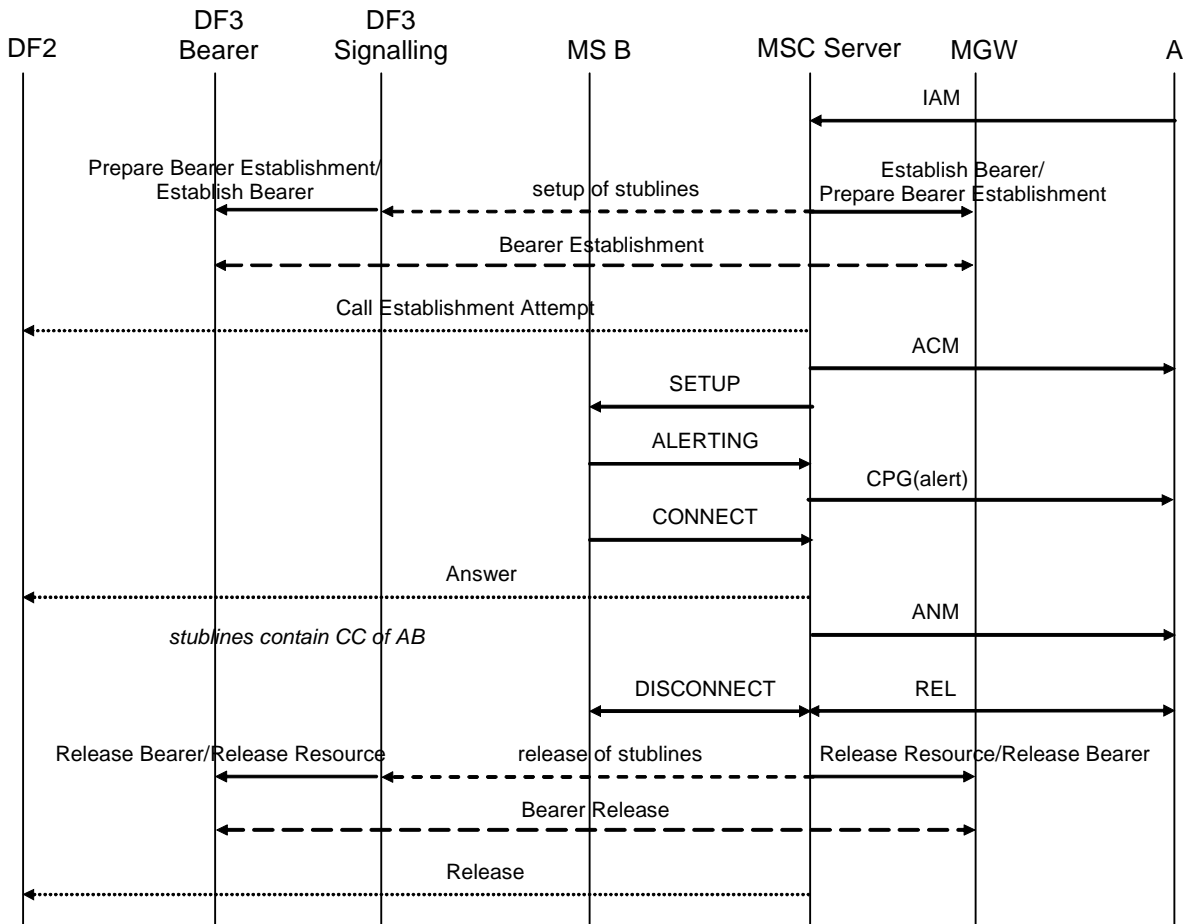 DF2
DF3
Bearer
DF3
Signalling
MS B
MSC Server
MGW
A
IAM
Prepare Bearer Establishment/
Establish Bearer
setup of stublines
Establish Bearer/
Prepare Bearer Establishment
Bearer Establishment
Call Establishment Attempt
ACM
SETUP
ALERTING
CPG(alert)
CONNECT
Answer
ANM
stublines contain CC of AB
DISCONNECT
REL
Release Bearer/Release Resource
release of stublines
Release Resource/Release Bearer
Bearer Release
Release